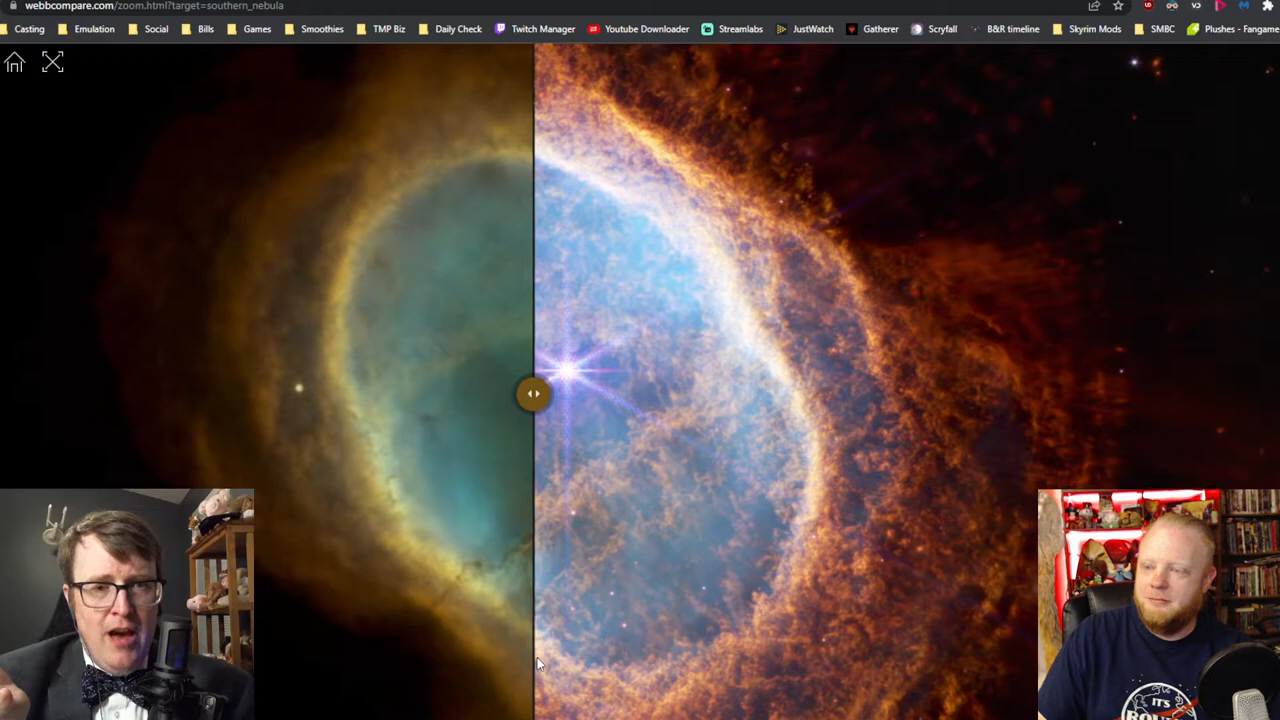 webbcompare.com/zoom.html?target=southern_nebula
Casting Emulation Social Bills Games Smoothies TMP Biz Daily Check Twitch Manager Youtube Downloader Streamlabs JustWatch Gatherer Scryfall B&R timeline Skyrim Mods SMBC Plushes - Fangame
IT'S